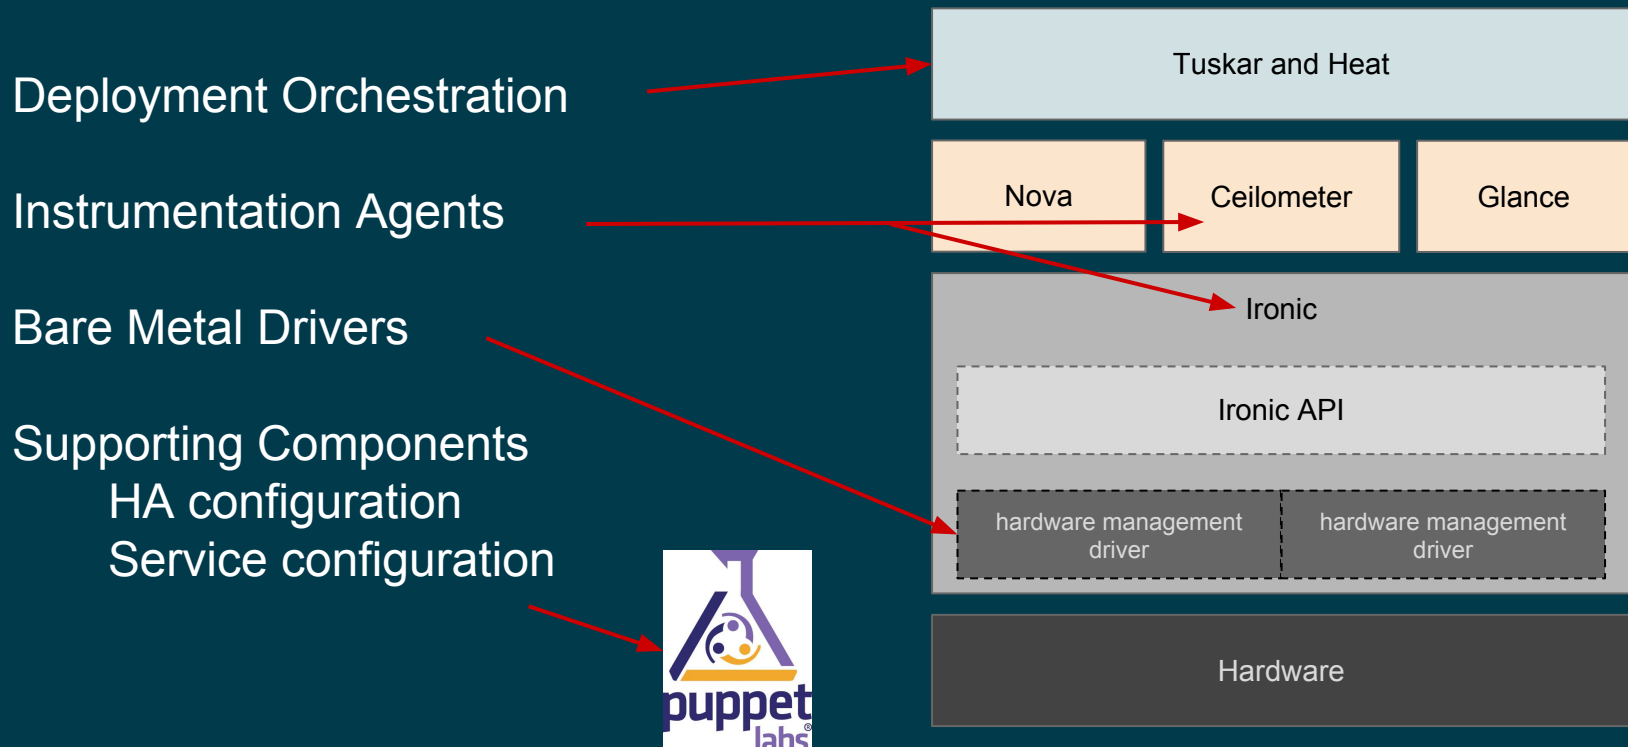 Deployment Orchestration
Instrumentation Agents
Bare Metal Drivers
Supporting Components
HA configuration
Service configuration
puppet
labs®
Tuskar and Heat
Nova
Ceilometer
Glance
Ironic
Ironic API
hardware management
driver
hardware management
driver
Hardware